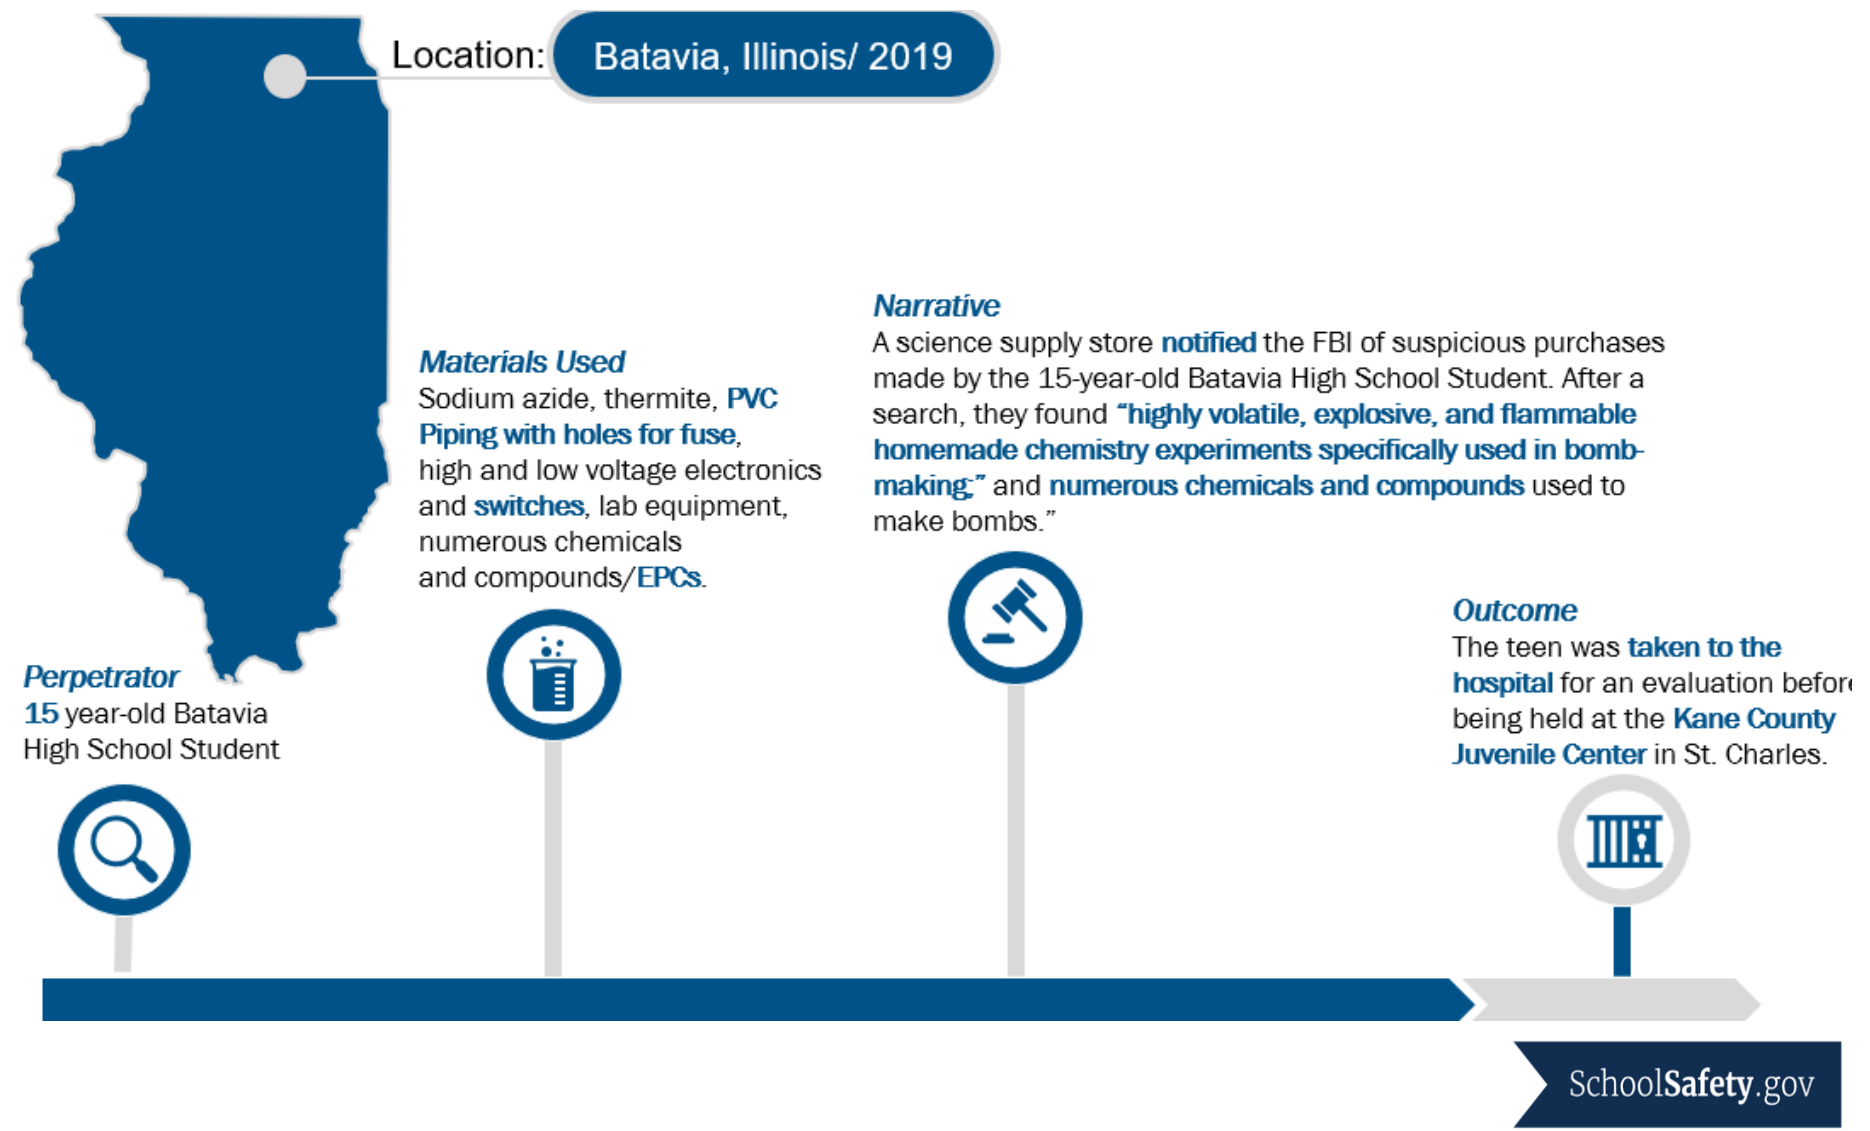 Location: Batavia, Illinois/ 2019
Narrative
A science supply store notified the FBI of suspicious purchases
made by the 15-year-old Batavia High School Student. After a
search, they found “highly volatile, explosive, and flammable
homemade chemistry experiments specifically used in bomb-
making;” and numerous chemicals and compounds used to
make bombs.”
Materials Used
Sodium azide, thermite, PVC
Piping with holes for fuse,
high and low voltage electronics
and switches, lab equipment,
numerous chemicals
and compounds/EPCs.
Outcome
The teen was taken to the
hospital for an evaluation before
being held at the Kane County
Juvenile Center in St. Charles.
Perpetrator
15 year-old Batavia
High School Student
SchoolSafety.gov